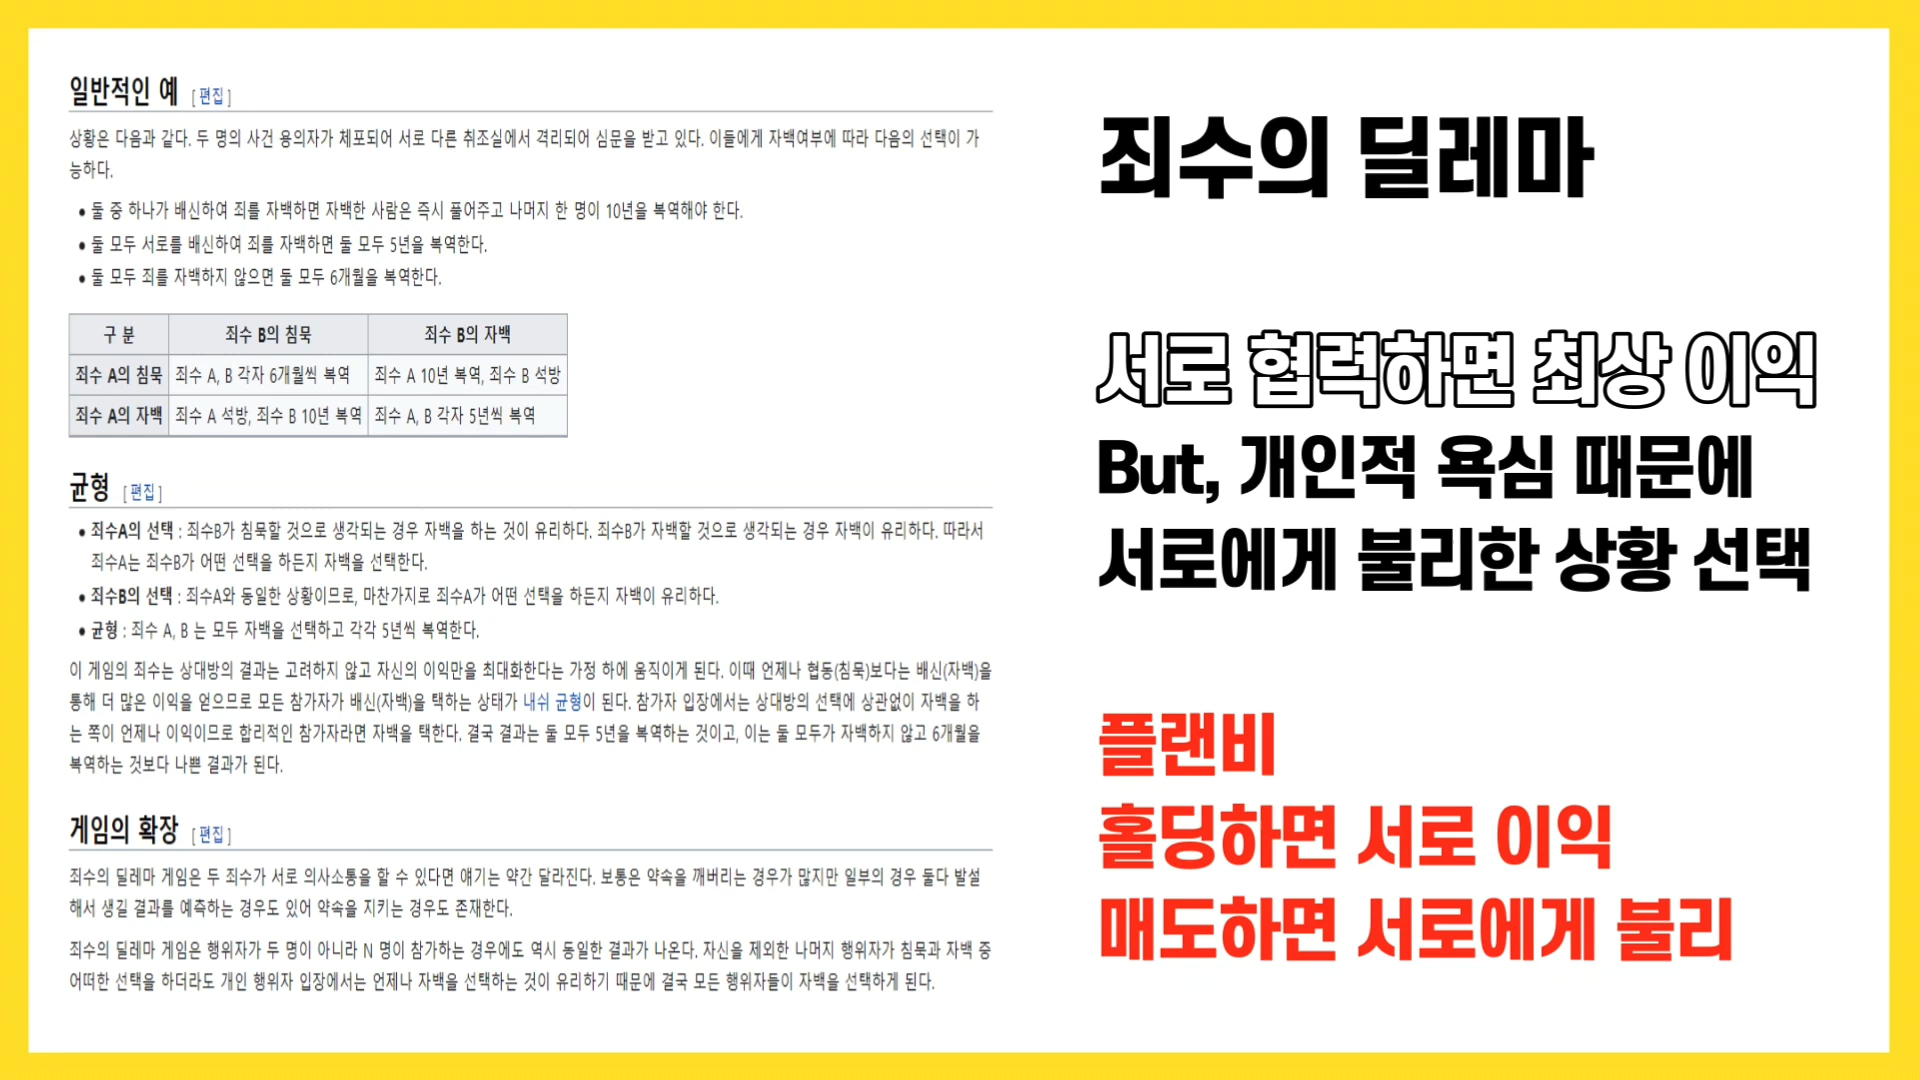 일반적인 예 [ 편집 ]
상황은 다음과 같다. 두 명의 사건 용의자가 체포되어 서로 다른 취조실에서 격리되어 심문을 받고 있다. 이들에게 자백여부에 따라 다음의 선택이 가
능하다.
• 둘 중 하나가 배신하여 죄를 자백하면 자백한 사람은 즉시 풀어주고 나머지 한 명이 10년을 복역해야 한다.
• 둘 모두 서로를 배신하여 죄를 자백하면 둘 모두 5년을 복역한다.
• 둘 모두 죄를 자백하지 않으면 둘 모두 6개월을 복역한다.
구 분 죄수 B의 침묵 죄수 B의 자백
죄수 A의 침묵 죄수 A, B 각자 6개월씩 복역 죄수 A 10년 복역, 죄수 B 석방
죄수 A의 자백 죄수 A 석방, 죄수 B 10년 복역 죄수 A, B 각자 5년씩 복역
균형 [ 편집 ]
• 죄수A의 선택 : 죄수B가 침묵할 것으로 생각되는 경우 자백을 하는 것이 유리하다. 죄수B가 자백할 것으로 생각되는 경우 자백이 유리하다. 따라서
죄수A는 죄수B가 어떤 선택을 하든지 자백을 선택한다.
• 죄수B의 선택 : 죄수A와 동일한 상황이므로, 마찬가지로 죄수A가 어떤 선택을 하든지 자백이 유리하다.
• 균형 : 죄수 A, B 는 모두 자백을 선택하고 각각 5년씩 복역한다.
이 게임의 죄수는 상대방의 결과는 고려하지 않고 자신의 이익만을 최대화한다는 가정 하에 움직이게 된다. 이때 언제나 협동(침묵)보다는 배신(자백)을
통해 더 많은 이익을 얻으므로 모든 참가자가 배신(자백)을 택하는 상태가 내쉬 균형이 된다. 참가자 입장에서는 상대방의 선택에 상관없이 자백을 하
는 쪽이 언제나 이익이므로 합리적인 참가자라면 자백을 택한다. 결국 결과는 둘 모두 5년을 복역하는 것이고, 이는 둘 모두가 자백하지 않고 6개월을
복역하는 것보다 나쁜 결과가 된다.
게임의 확장 [ 편집 ]
죄수의 딜레마 게임은 두 죄수가 서로 의사소통을 할 수 있다면 얘기는 약간 달라진다. 보통은 약속을 깨버리는 경우가 많지만 일부의 경우 둘다 발설
해서 생길 결과를 예측하는 경우도 있어 약속을 지키는 경우도 존재한다.
죄수의 딜레마 게임은 행위자가 두 명이 아니라 N 명이 참가하는 경우에도 역시 동일한 결과가 나온다. 자신을 제외한 나머지 행위자가 침묵과 자백 중
어떠한 선택을 하더라도 개인 행위자 입장에서는 언제나 자백을 선택하는 것이 유리하기 때문에 결국 모든 행위자들이 자백을 선택하게 된다.
죄수의 딜레마
서로 협력하면 최상 이익
But, 개인적 욕심 때문에
서로에게 불리한 상황 선택
플랜비
홀딩하면 서로 이익
매도하면 서로에게 불리